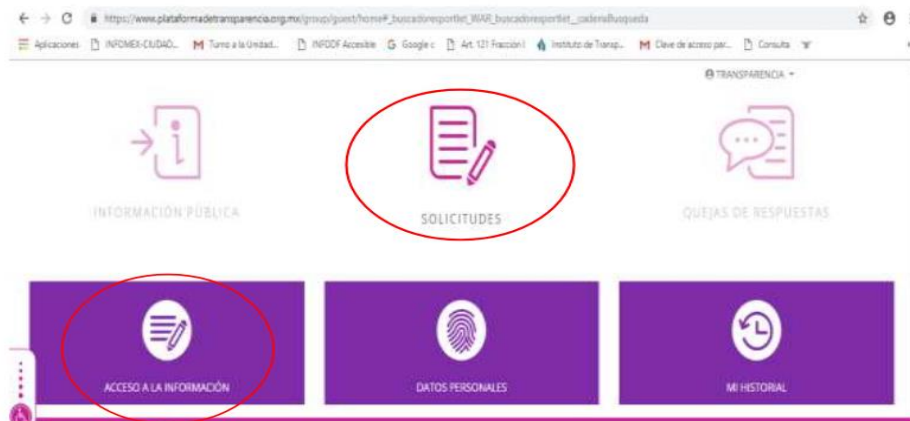 https://www.plataformadetransparencia.org.mx/group/guest/home#_buscadoresportlet_WAR_buscadoresportlet__cadenaBusqueda
Aplicaciones INFOMEX-CIUDAD... Turno a la Unidad... INFODF Accesible Google Art. 121 Fracción I Instituto de Transp... Clave de acceso par... Consulta
TRANSPARENCIA
INFORMACIÓN PÚBLICA
SOLICITUDES
QUEJAS DE RESPUESTAS
ACCESO A LA INFORMACIÓN
DATOS PERSONALES
MI HISTORIAL